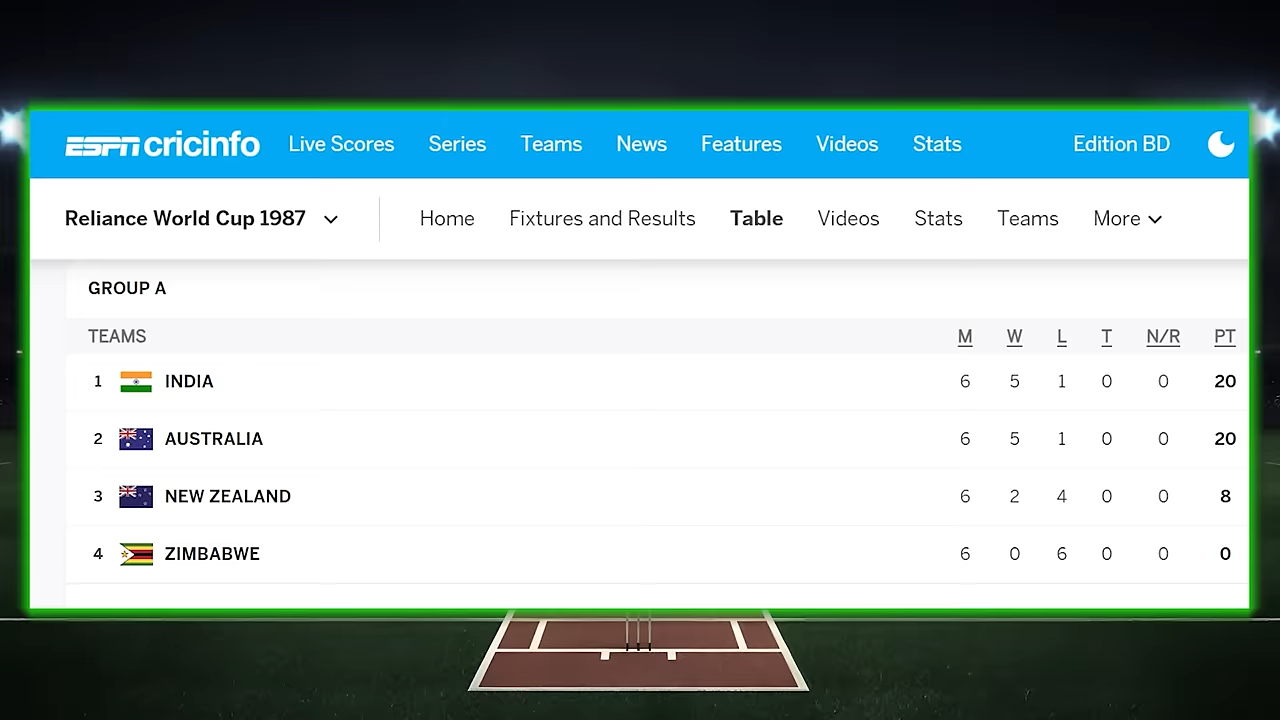 ESPN cricinfo Live Scores Series Teams News Features Videos Stats Edition BD
Reliance World Cup 1987 Home Fixtures and Results Table Videos Stats Teams More
GROUP A
TEAMS M W L T N/R PT
1 INDIA 6 5 1 0 0 20
2 AUSTRALIA 6 5 1 0 0 20
3 NEW ZEALAND 6 2 4 0 0 8
4 ZIMBABWE 6 0 6 0 0 0